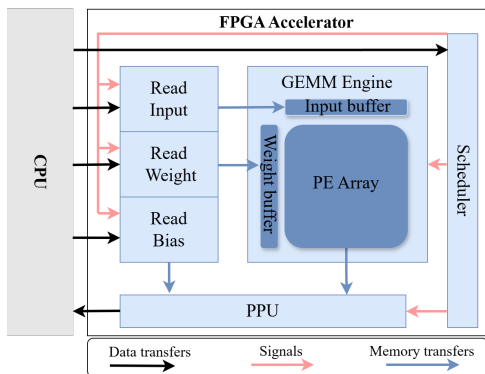 FPGA Accelerator
CPU
Read
Input
Read
Weight
Read
Bias
GEMM Engine
Input buffer
Weight buffer
PE Array
Scheduler
PPU
Data transfers
Signals
Memory transfers